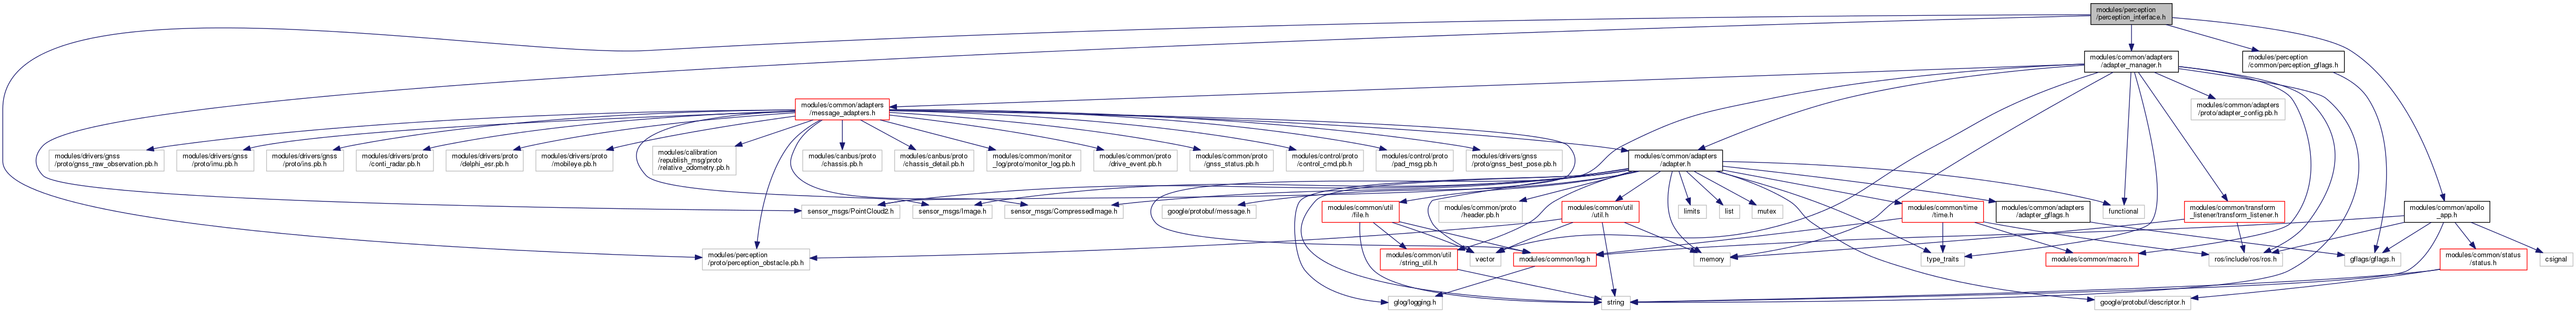 modules/perception
/perception_interface.h
modules/common/adapters
/adapter_manager.h
modules/perception
/common/perception_gflags.h
modules/common/adapters
/message_adapters.h
modules/common/adapters
/proto/adapter_config.pb.h
modules/drivers/gnss
/proto/gnss_raw_observation.pb.h
modules/drivers/gnss
/proto/imu.pb.h
modules/drivers/gnss
/proto/ins.pb.h
modules/drivers/proto
/conti_radar.pb.h
modules/drivers/proto
/delphi_esr.pb.h
modules/drivers/proto
/mobileye.pb.h
modules/calibration
/republish_msg/proto
/relative_odometry.pb.h
modules/canbus/proto
/chassis.pb.h
modules/canbus/proto
/chassis_detail.pb.h
modules/common/monitor
_log/proto/monitor_log.pb.h
modules/common/proto
/drive_event.pb.h
modules/common/proto
/gnss_status.pb.h
modules/control/proto
/control_cmd.pb.h
modules/control/proto
/pad_msg.pb.h
modules/drivers/gnss
/proto/gnss_best_pose.pb.h
modules/common/adapters
/adapter.h
sensor_msgs/PointCloud2.h
sensor_msgs/Image.h
sensor_msgs/CompressedImage.h
google/protobuf/message.h
modules/common/util
/file.h
modules/common/proto
/header.pb.h
modules/common/util
/util.h
limits
list
mutex
modules/common/time
/time.h
modules/common/adapters
/adapter_gflags.h
functional
modules/common/transform
_listener/transform_listener.h
modules/common/apollo
_app.h
modules/perception
/proto/perception_obstacle.pb.h
modules/common/util
/string_util.h
vector
modules/common/log.h
memory
type_traits
modules/common/macro.h
ros/include/ros/ros.h
gflags/gflags.h
modules/common/status
/status.h
csignal
glog/logging.h
string
google/protobuf/descriptor.h